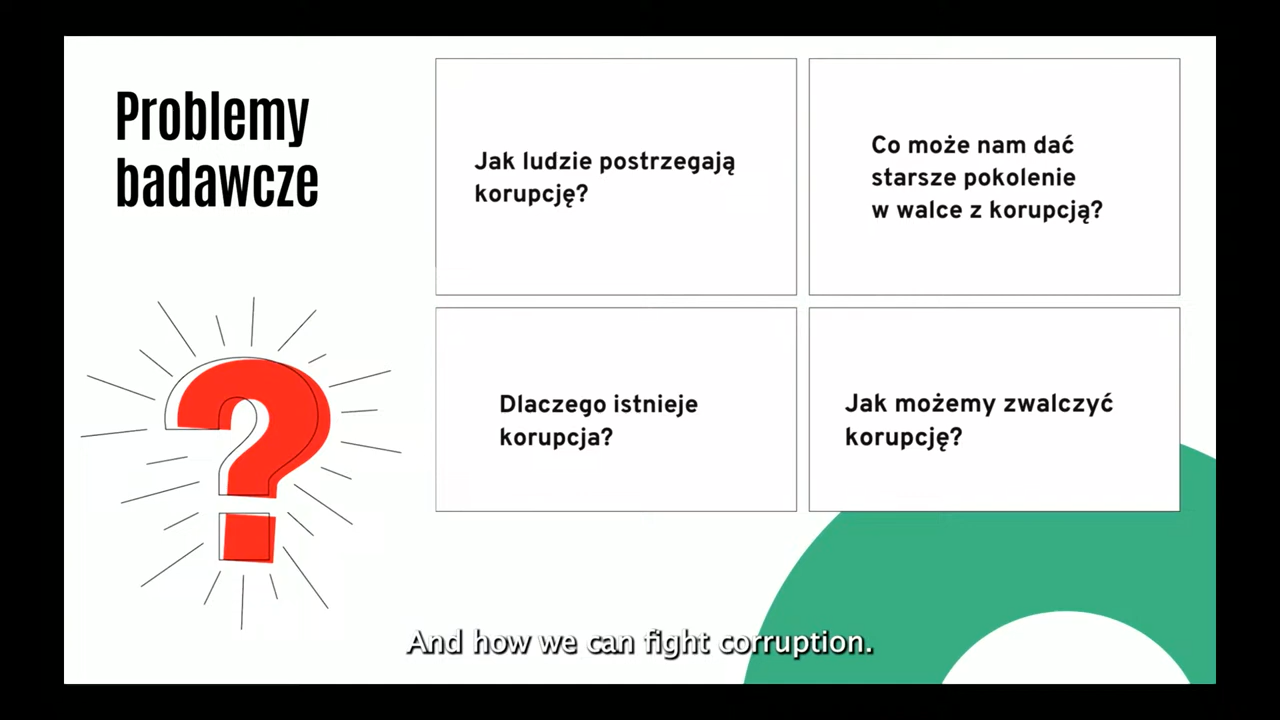 Problemy
badawcze
Jak ludzie postrzegają
korupcję?
Co może nam dać
starsze pokolenie
w walce z korupcją?
Dlaczego istnieje
korupcja?
Jak możemy zwalczyć
korupcję?
And how we can fight corruption.